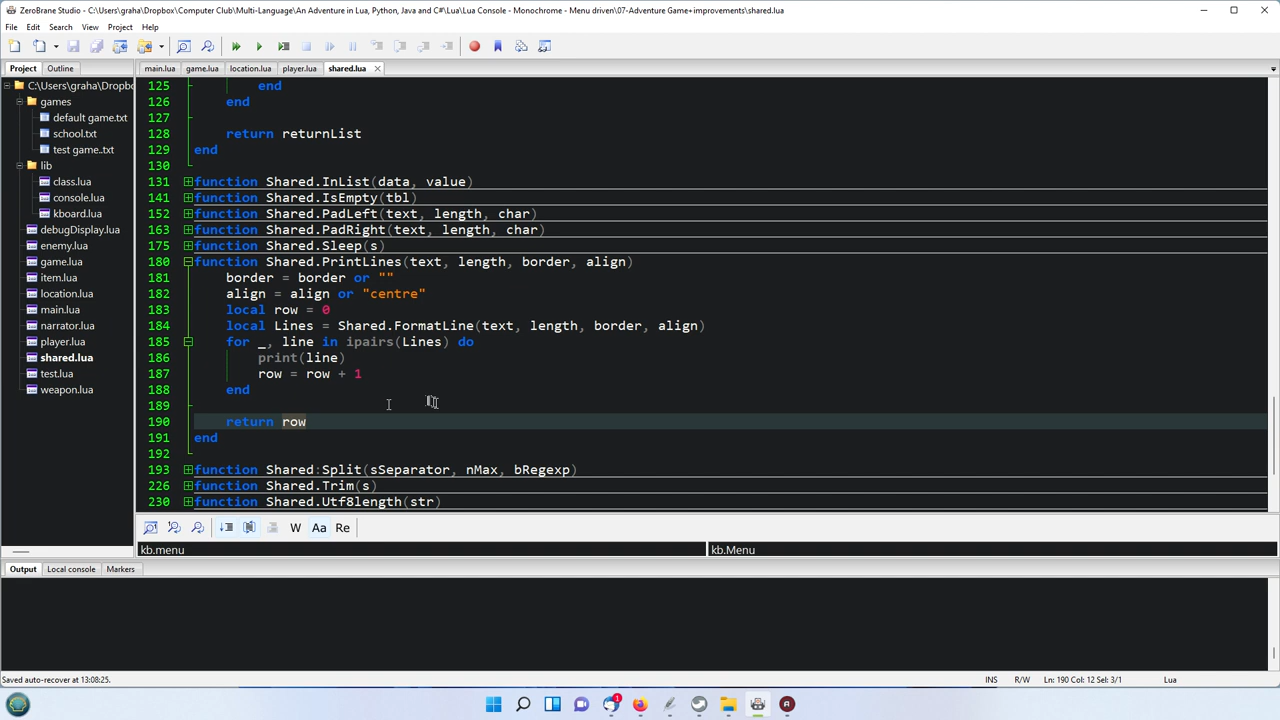 ZeroBrane Studio - C:\Users\graha\Dropbox\Computer Club\Multi-Language\An Adventure in Lua, Python, Java and C#\Lua\Lua Console - Monochrome - Menu driven\07-Adventure Game+improvements\shared.lua
File Edit Search View Project Help
Project Outline
main.lua game.lua location.lua player.lua shared.lua
C:\Users\graha\Dropbo
games
default game.txt
school.txt
test game..txt
lib
class.lua
console.lua
kboard.lua
debugDisplay.lua
enemy.lua
game.lua
item.lua
location.lua
main.lua
narrator.lua
player.lua
shared.lua
test.lua
weapon.lua
125 end
126 end
127
128 return returnList
129 end
130
131 function Shared.InList(data, value)
141 function Shared.IsEmpty(tbl)
152 function Shared.PadLeft(text, length, char)
163 function Shared.PadRight(text, length, char)
175 function Shared.Sleep(s)
180 function Shared.PrintLines(text, length, border, align)
181 border = border or ""
182 align = align or "centre"
183 local row = 0
184 local Lines = Shared.FormatLine(text, length, border, align)
185 for _, line in ipairs(Lines) do
186 print(line)
187 row = row + 1
188 end
189
190 return row
191 end
192
193 function Shared:Split(sSeparator, nMax, bRegexp)
226 function Shared.Trim(s)
230 function Shared.Utf8length(str)
W Aa Re
kb.menu kb.Menu
Output Local console Markers
Saved auto-recover at 13:08:25. INS R/W Ln: 190 Col: 12 Sel: 3/1 Lua
1